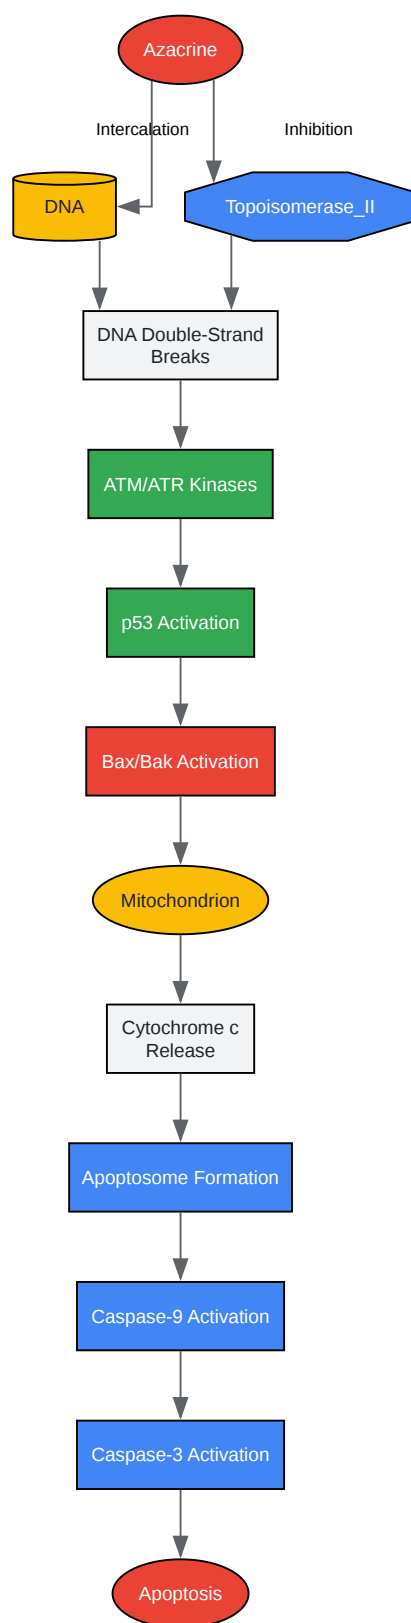 Azacrine
Intercalation
Inhibition
DNA
Topoisomerase_II
DNA Double-Strand
Breaks
ATM/ATR Kinases
p53 Activation
Bax/Bak Activation
Mitochondrion
Cytochrome c
Release
Apoptosome Formation
Caspase-9 Activation
Caspase-3 Activation
Apoptosis